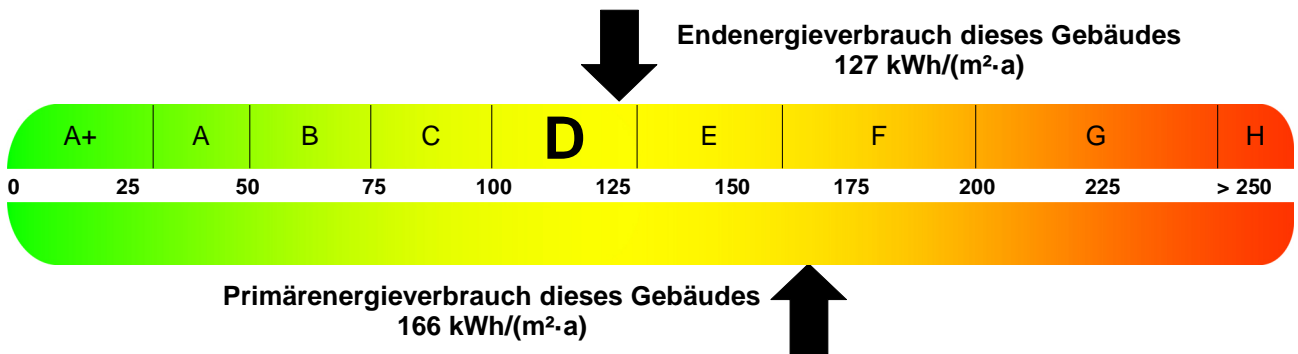 Endenergieverbrauch dieses Gebäudes
127 kWh/(m²·a)
A+ A B C D E F G H
0 25 50 75 100 125 150 175 200 225 > 250
Primärenergieverbrauch dieses Gebäudes
166 kWh/(m²·a)